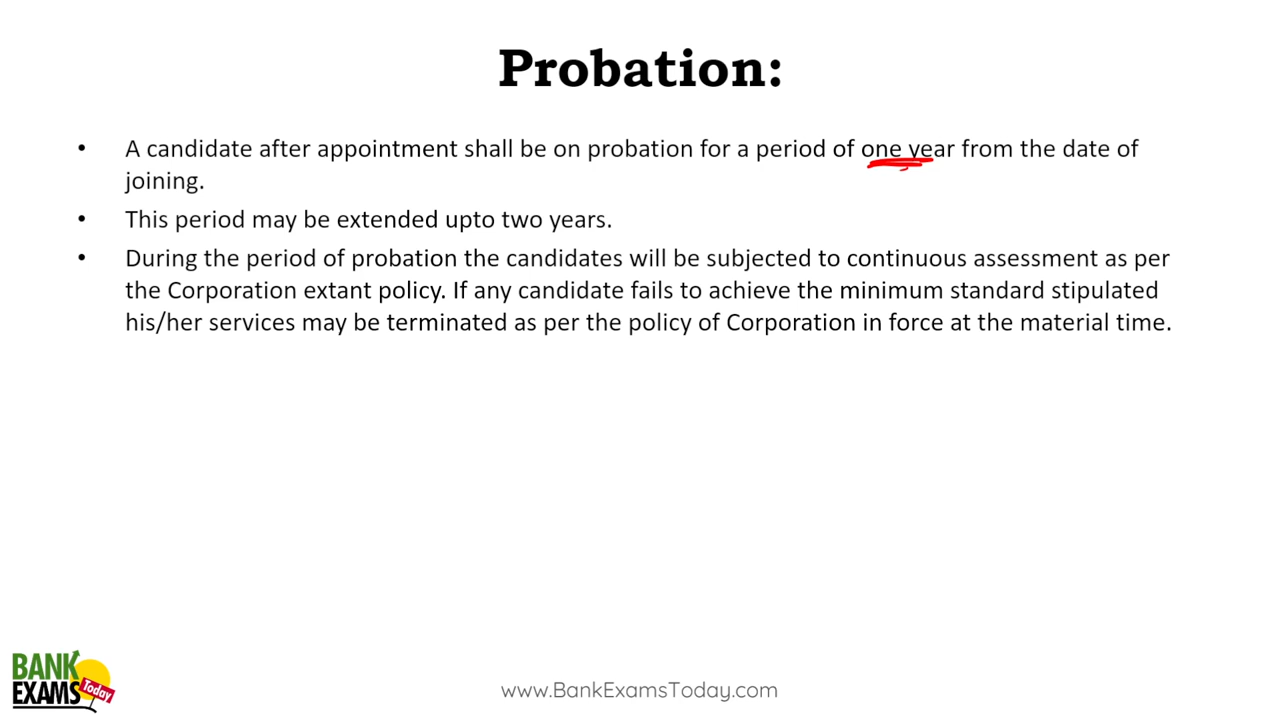 Probation:
• A candidate after appointment shall be on probation for a period of one year from the date of
joining.
• This period may be extended upto two years.
• During the period of probation the candidates will be subjected to continuous assessment as per
the Corporation extant policy. If any candidate fails to achieve the minimum standard stipulated
his/her services may be terminated as per the policy of Corporation in force at the material time.
BANK
EXAMS
Today
www.BankExamsToday.com